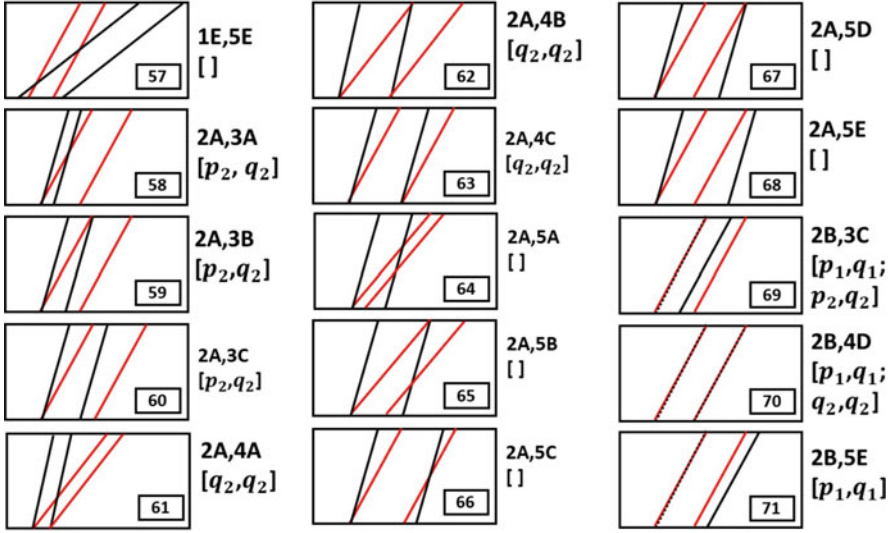 1E,5E
[ ]
57
2A,3A
[p₂, q₂]
58
2A,3B
[p₂,q₂]
59
2A,3C
[p₂,q₂]
60
2A,4A
[q₂,q₂]
61
2A,4B
[q₂,q₂]
62
2A,4C
[q₂,q₂]
63
2A,5A
[ ]
64
2A,5B
[ ]
65
2A,5C
[ ]
66
2A,5D
[ ]
67
2A,5E
[ ]
68
2B,3C
[p₁,q₁;
p₂,q₂]
69
2B,4D
[p₁,q₁;
q₂,q₂]
70
2B,5E
[p₁,q₁]
71